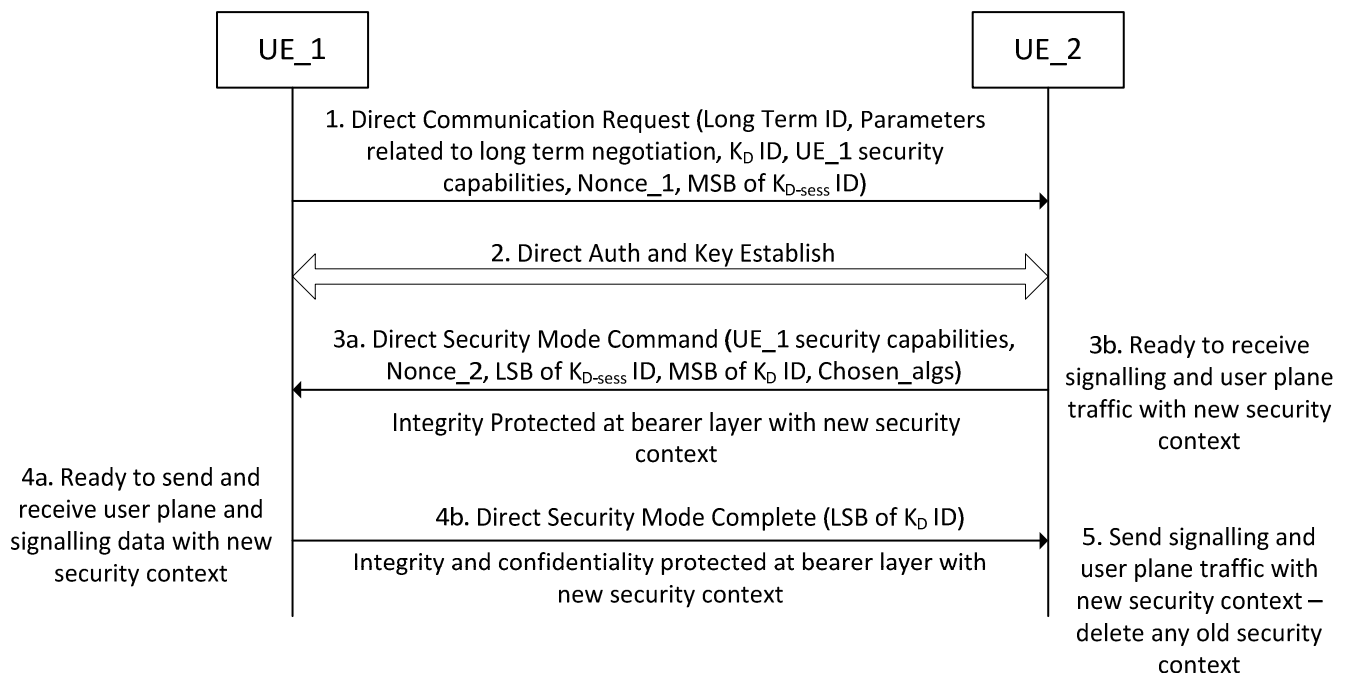 UE_1
UE_2
1. Direct Communication Request (Long Term ID, Parameters
related to long term negotiation, K_D ID, UE_1 security
capabilities, Nonce_1, MSB of K_D-sess ID)
2. Direct Auth and Key Establish
3a. Direct Security Mode Command (UE_1 security capabilities,
Nonce_2, LSB of K_D-sess ID, MSB of K_D ID, Chosen_algs)
Integrity Protected at bearer layer with new security
context
3b. Ready to receive
signalling and user plane
traffic with new security
context
4a. Ready to send and
receive user plane and
signalling data with new
security context
4b. Direct Security Mode Complete (LSB of K_D ID)
Integrity and confidentiality protected at bearer layer with
new security context
5. Send signalling and
user plane traffic with
new security context –
delete any old security
context